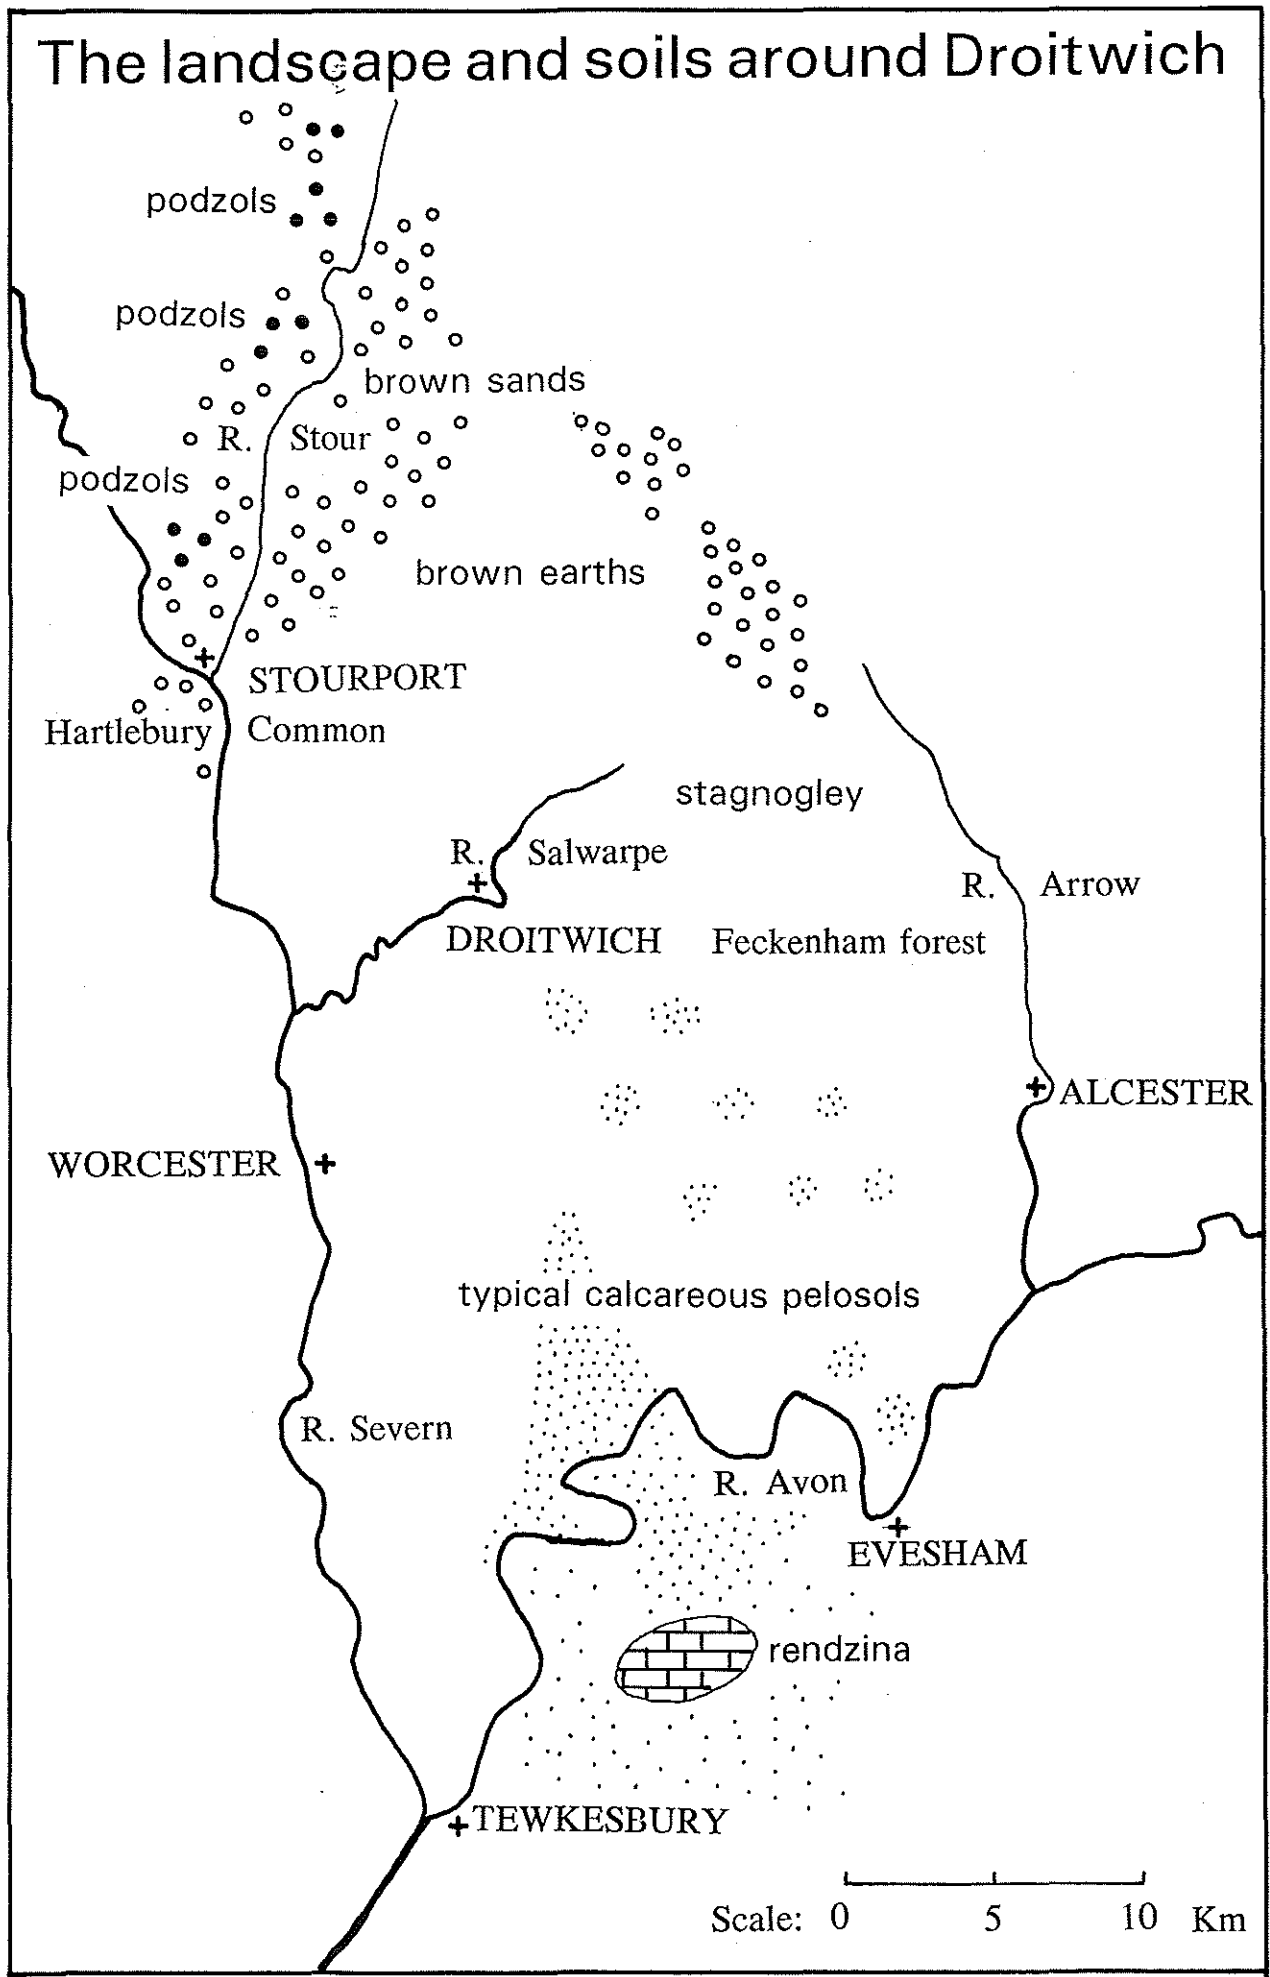 The landscape and soils around Droitwich
podzols
podzols
brown sands
R. Stour
podzols
brown earths
STOURPORT
Hartlebury Common
stagnogley
R. Salwarpe
R. Arrow
DROITWICH Feckenham forest
ALCESTER
WORCESTER
typical calcareous pelosols
R. Severn
R. Avon
EVESHAM
rendzina
TEWKESBURY
Scale: 0 5 10 Km